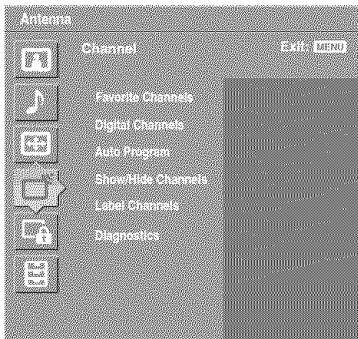 Antenna
Channel Exit: MENU
Favorite Channels
Digital Channels
Auto Program
Show/Hide Channels
Label Channels
Diagnostics